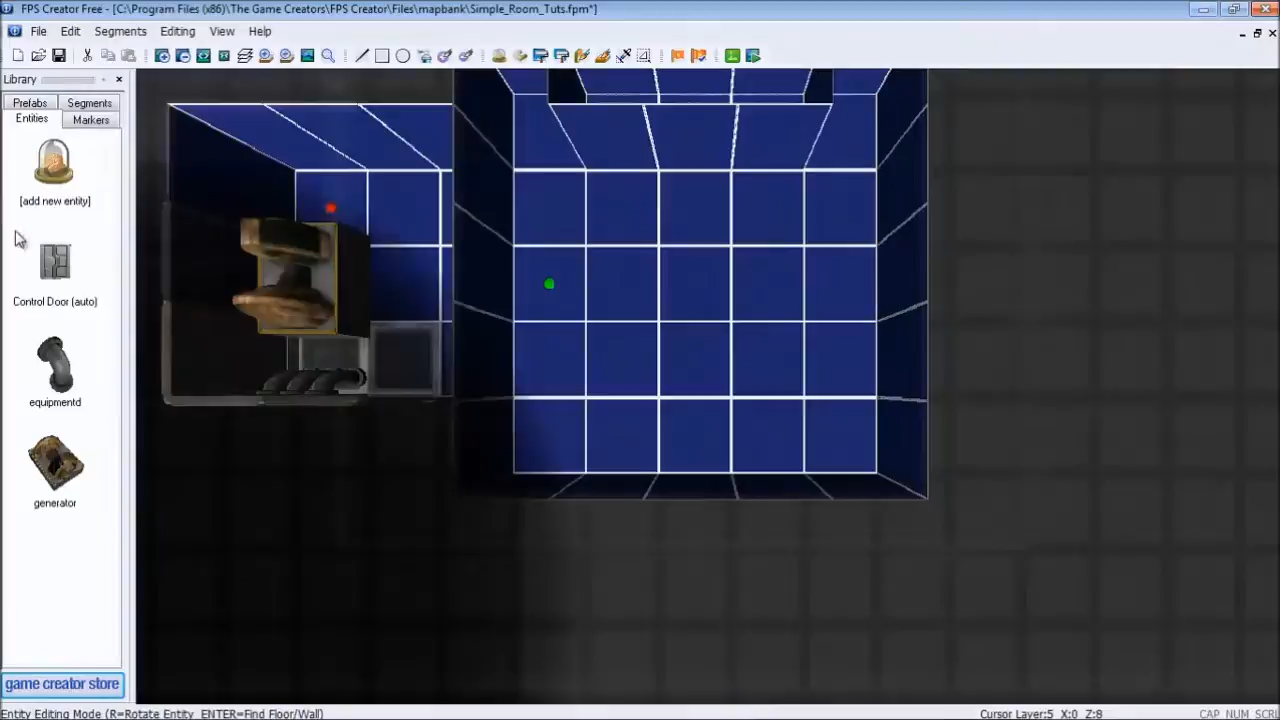 FPS Creator Free - [C:\Program Files (x86)\The Game Creators\FPS Creator\Files\mapbank\Simple_Room_Tuts.fpm*]
File Edit Segments Editing View Help
Library
Prefabs Segments
Entities Markers
[add new entity]
Control Door (auto)
equipmentd
generator
game creator store
Entity Editing Mode (R=Rotate Entity ENTER=Find Floor/Wall) Cursor Layer:5 X:0 Z:8 CAP NUM SCRL